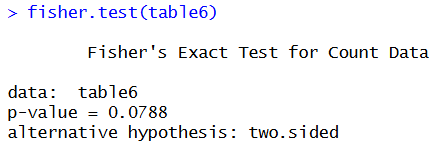 > fisher.test(table6)
Fisher's Exact Test for Count Data
data:  table6
p-value = 0.0788
alternative hypothesis: two.sided